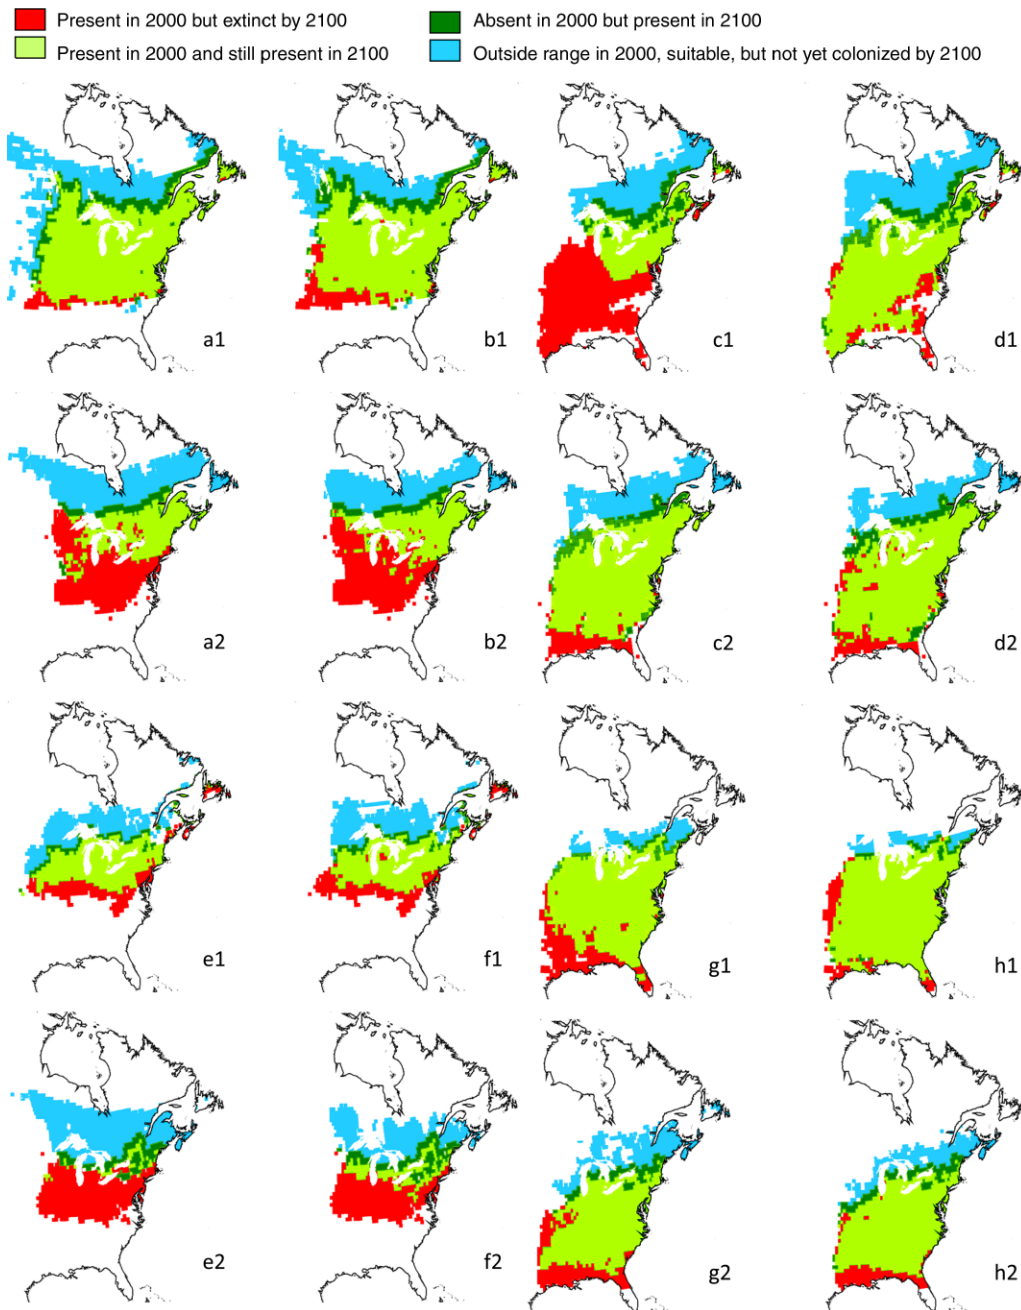 Present in 2000 but extinct by 2100
Absent in 2000 but present in 2100
Present in 2000 and still present in 2100
Outside range in 2000, suitable, but not yet colonized by 2100
a1
b1
c1
d1
a2
b2
c2
d2
e1
f1
g1
h1
e2
f2
g2
h2